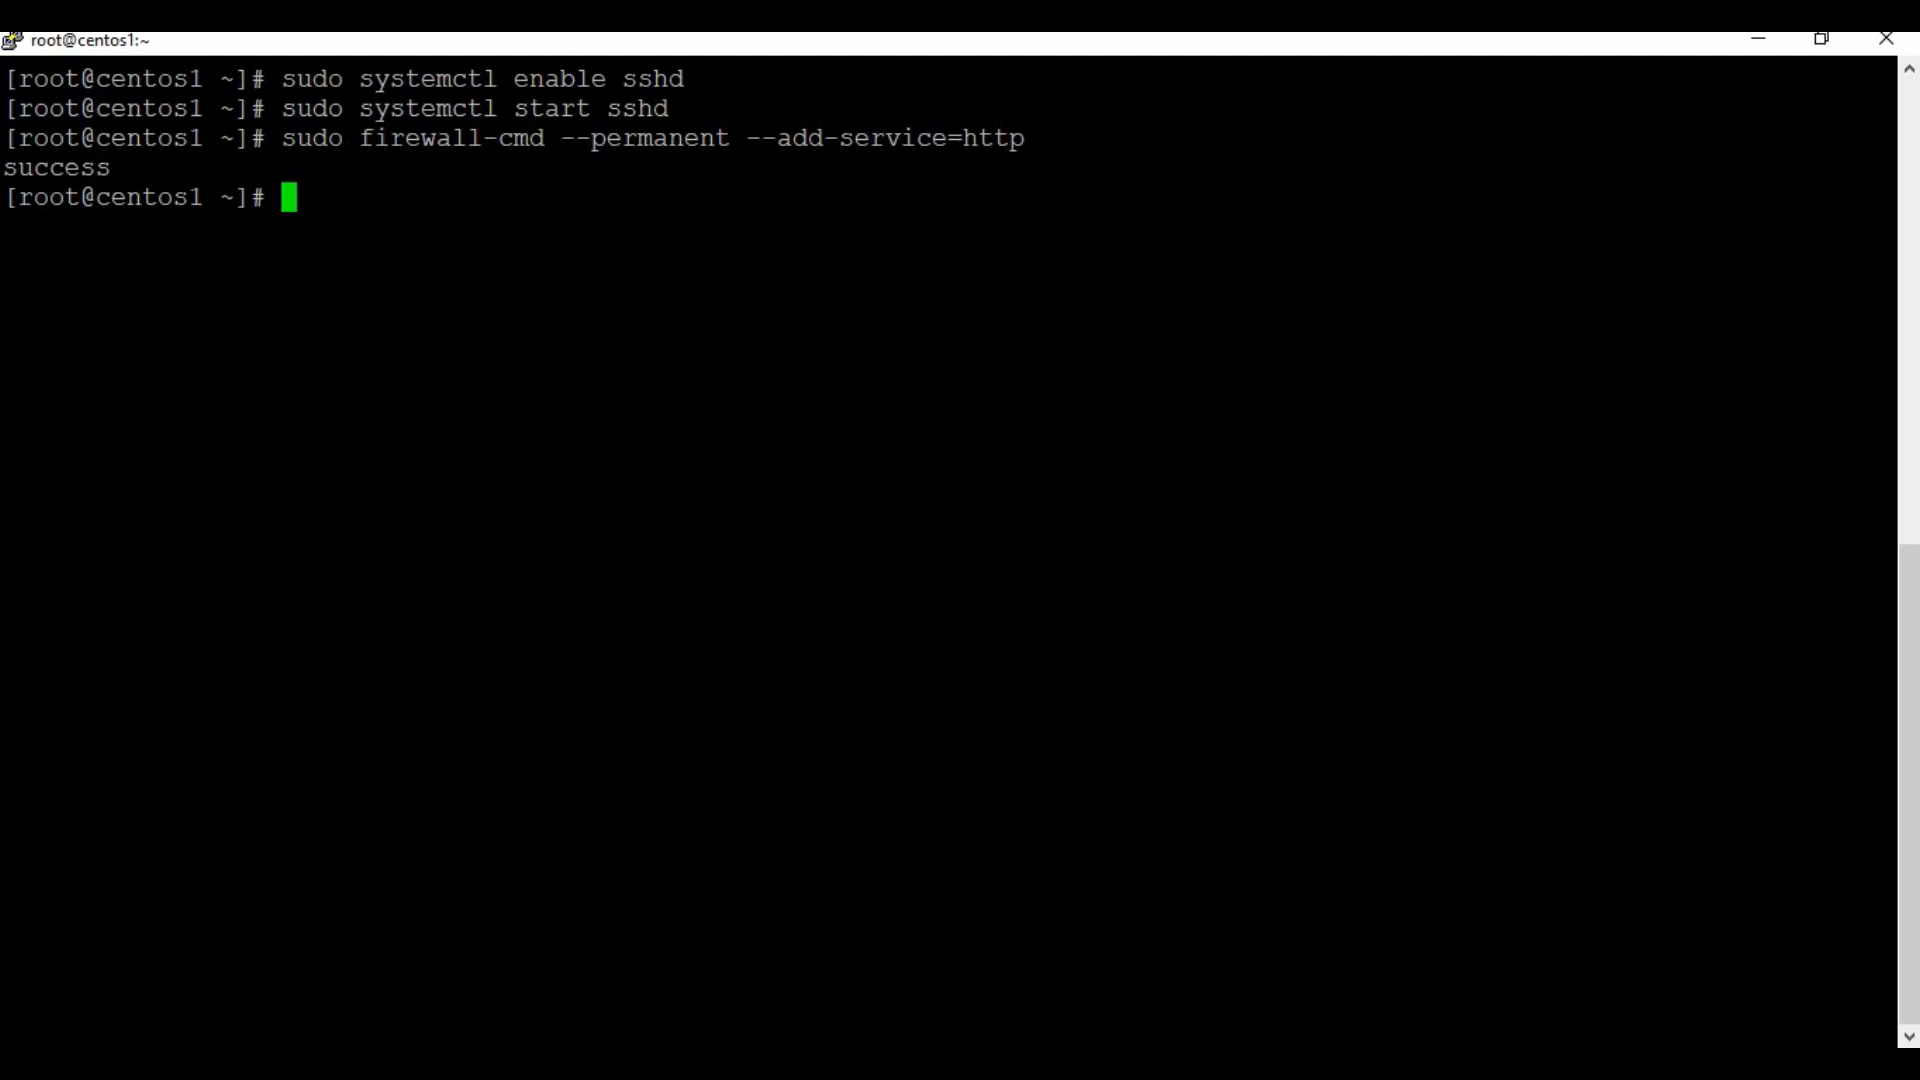 root@centos1:~
[root@centos1 ~]# sudo systemctl enable sshd
[root@centos1 ~]# sudo systemctl start sshd
[root@centos1 ~]# sudo firewall-cmd --permanent --add-service=http
success
[root@centos1 ~]#